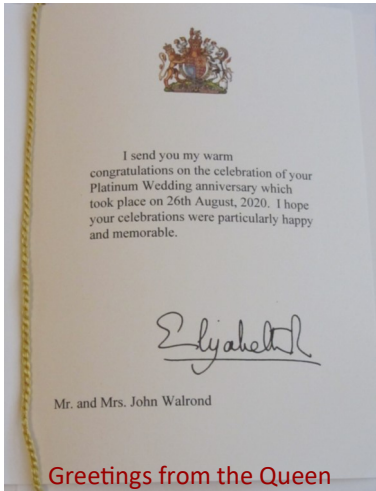 I send you my warm
congratulations on the celebration of your
Platinum Wedding anniversary which
took place on 26th August, 2020.  I hope
your celebrations were particularly happy
and memorable.
Elizabeth R
Mr. and Mrs. John Walrond
Greetings from the Queen